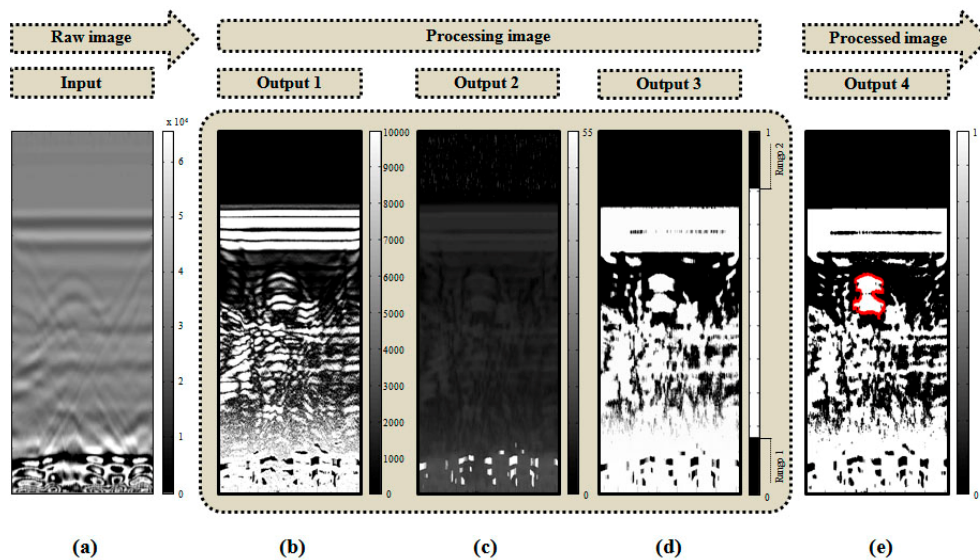 Raw image
Processing image
Processed image
Input
Output 1
Output 2
Output 3
Output 4
x 10⁴
6
5
4
3
2
1
0
10000
9000
8000
7000
6000
5000
4000
3000
2000
1000
0
55
0
1
Rango 2
Rango 1
0
1
0
(a)
(b)
(c)
(d)
(e)